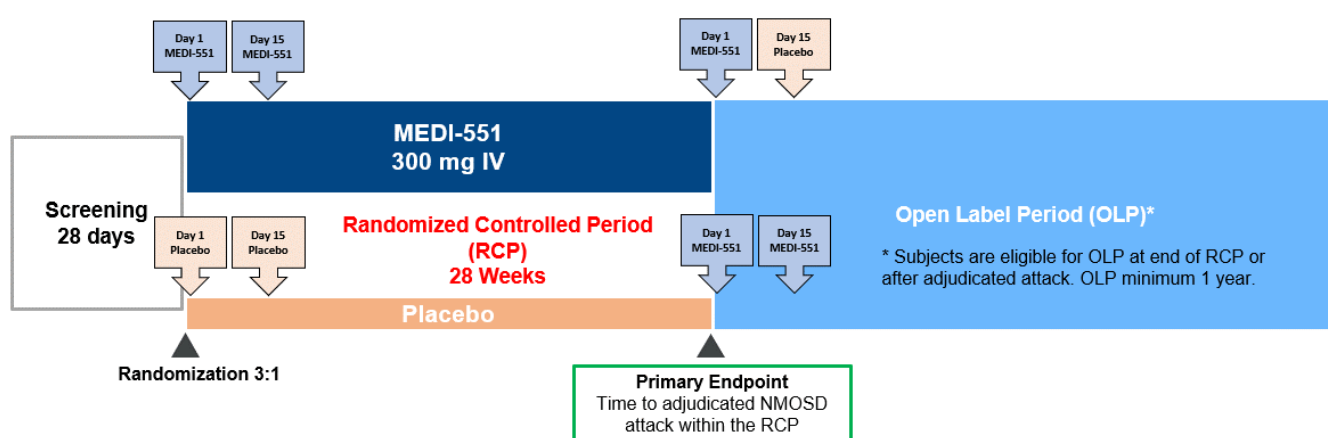 Day 1
MEDI-551
Day 15
MEDI-551
Day 1
MEDI-551
Day 15
Placebo
MEDI-551
300 mg IV
Screening
28 days
Day 1
Placebo
Day 15
Placebo
Randomized Controlled Period
(RCP)
28 Weeks
Day 1
MEDI-551
Day 15
MEDI-551
Open Label Period (OLP)*
* Subjects are eligible for OLP at end of RCP or
after adjudicated attack. OLP minimum 1 year.
Placebo
Randomization 3:1
Primary Endpoint
Time to adjudicated NMOSD
attack within the RCP